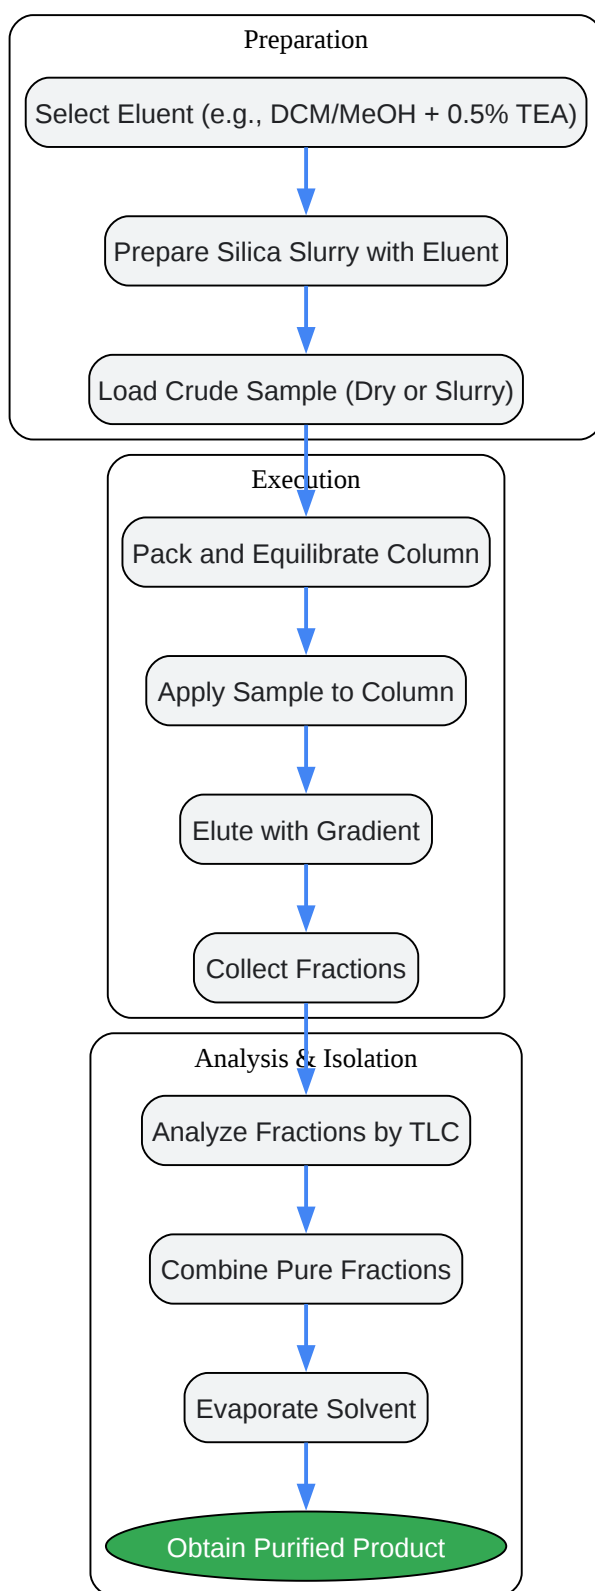 Preparation
Select Eluent (e.g., DCM/MeOH + 0.5% TEA)
Prepare Silica Slurry with Eluent
Load Crude Sample (Dry or Slurry)
Execution
Pack and Equilibrate Column
Apply Sample to Column
Elute with Gradient
Collect Fractions
Analysis & Isolation
Analyze Fractions by TLC
Combine Pure Fractions
Evaporate Solvent
Obtain Purified Product